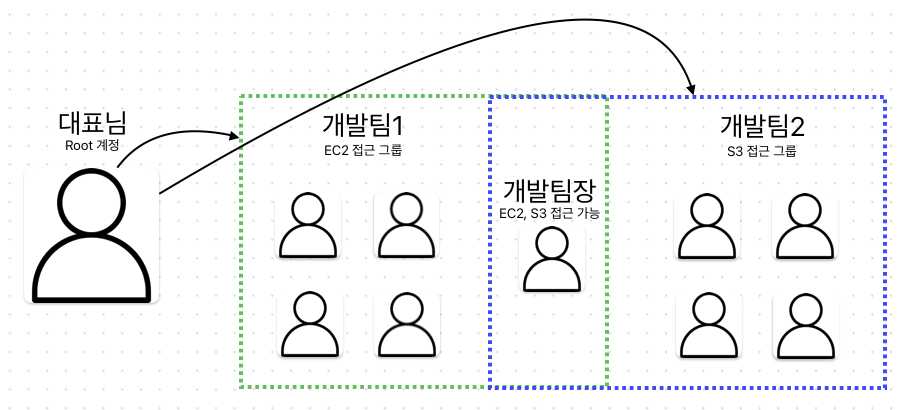 대표님
Root 계정
개발팀1
EC2 접근 그룹
개발팀장
EC2, S3 접근 가능
개발팀2
S3 접근 그룹